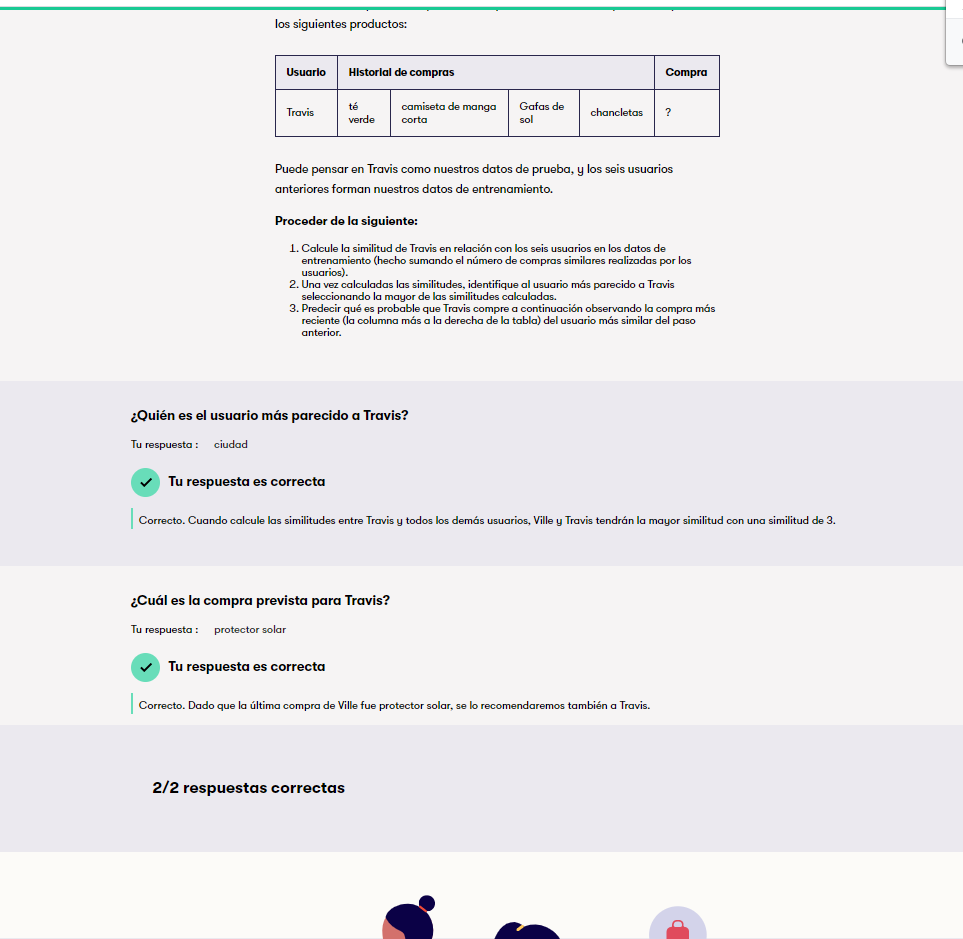 los siguientes productos:
Usuario Historial de compras Compra
Travis té verde camiseta de manga corta Gafas de sol chancletas ?
Puede pensar en Travis como nuestros datos de prueba, y los seis usuarios
anteriores forman nuestros datos de entrenamiento.
Proceder de la siguiente:
1. Calcule la similitud de Travis en relación con los seis usuarios en los datos de
entrenamiento (hecho sumando el número de compras similares realizadas por los
usuarios).
2. Una vez calculadas las similitudes, identifique al usuario más parecido a Travis
seleccionando la mayor de las similitudes calculadas.
3. Predecir qué es probable que Travis compre a continuación observando la compra más
reciente (la columna más a la derecha de la tabla) del usuario más similar del paso
anterior.
¿Quién es el usuario más parecido a Travis?
Tu respuesta : ciudad
Tu respuesta es correcta
Correcto. Cuando calcule las similitudes entre Travis y todos los demás usuarios, Ville y Travis tendrán la mayor similitud con una similitud de 3.
¿Cuál es la compra prevista para Travis?
Tu respuesta : protector solar
Tu respuesta es correcta
Correcto. Dado que la última compra de Ville fue protector solar, se lo recomendaremos también a Travis.
2/2 respuestas correctas